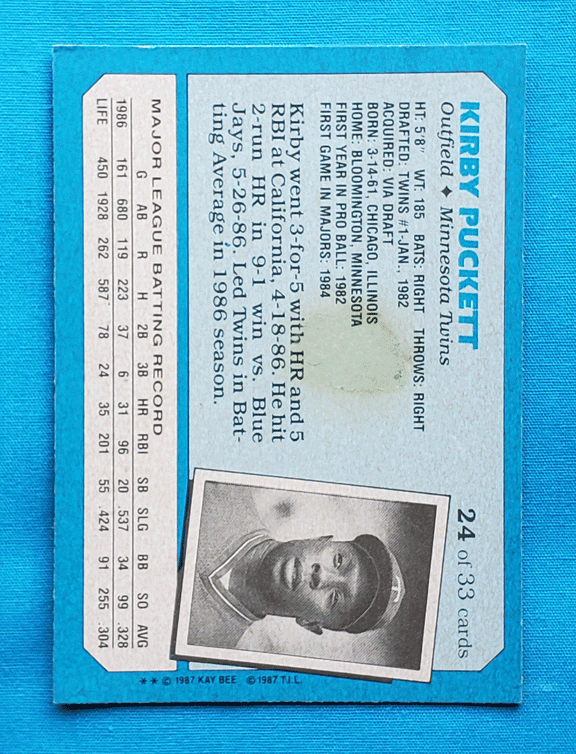 KIRBY PUCKETT
Outfield ♦ Minnesota Twins
24 of 33 cards
HT: 5'8" WT: 185 BATS: RIGHT THROWS: RIGHT
DRAFTED: TWINS #1-JAN., 1982
ACQUIRED: VIA DRAFT
BORN: 3-14-61, CHICAGO, ILLINOIS
HOME: BLOOMINGTON, MINNESOTA
FIRST YEAR IN PRO BALL: 1982
FIRST GAME IN MAJORS: 1984
Kirby went 3-for-5 with HR and 5
RBI at California, 4-18-86. He hit
2-run HR in 9-1 win vs. Blue
Jays, 5-26-86. Led Twins in Bat-
ting Average in 1986 season.
MAJOR LEAGUE BATTING RECORD
G AB R H 2B 3B HR RBI SB SLG BB SO AVG
1986 161 680 119 223 37 6 31 96 20 .537 34 99 .328
LIFE 450 1928 262 587 78 24 35 201 55 .424 91 255 .304
** © 1987 KAY BEE © 1987 T.I.L.